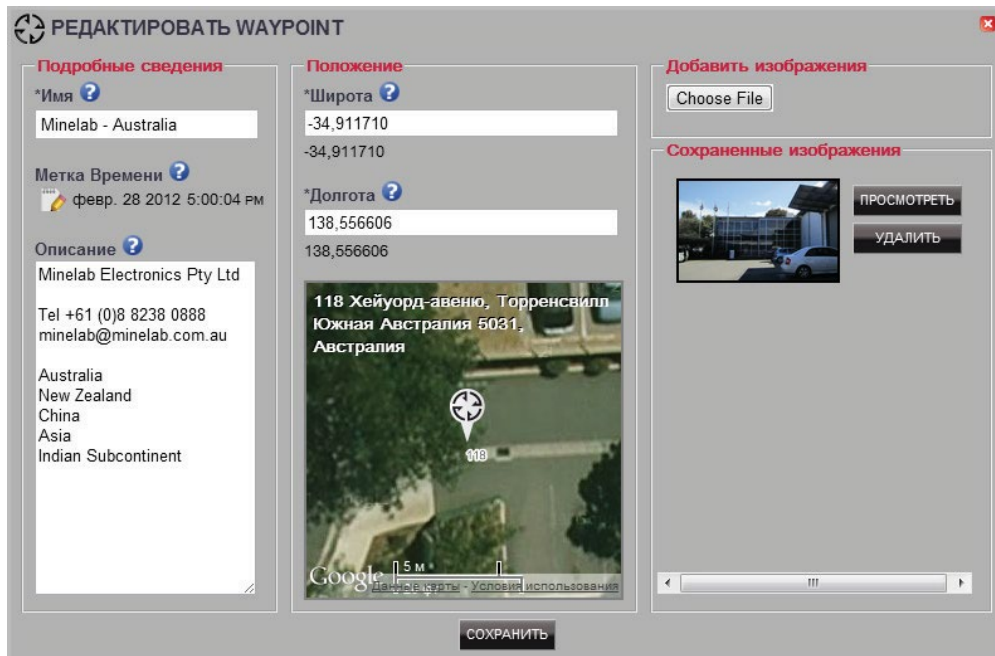 РЕДАКТИРОВАТЬ WAYPOINT
Подробные сведения
*Имя ?
Minelab - Australia
Метка Времени ?
февр. 28 2012 5:00:04 PM
Описание ?
Minelab Electronics Pty Ltd
Tel +61 (0)8 8238 0888
minelab@minelab.com.au
Australia
New Zealand
China
Asia
Indian Subcontinent
Положение
*Широта ?
-34,911710
-34,911710
*Долгота ?
138,556606
138,556606
118 Хейуорд-авеню, Торренсвилл
Южная Австралия 5031,
Австралия
118
5 м
Google
Данные карты - Условия использования
Добавить изображения
Choose File
Сохраненные изображения
ПРОСМОТРЕТЬ
УДАЛИТЬ
СОХРАНИТЬ